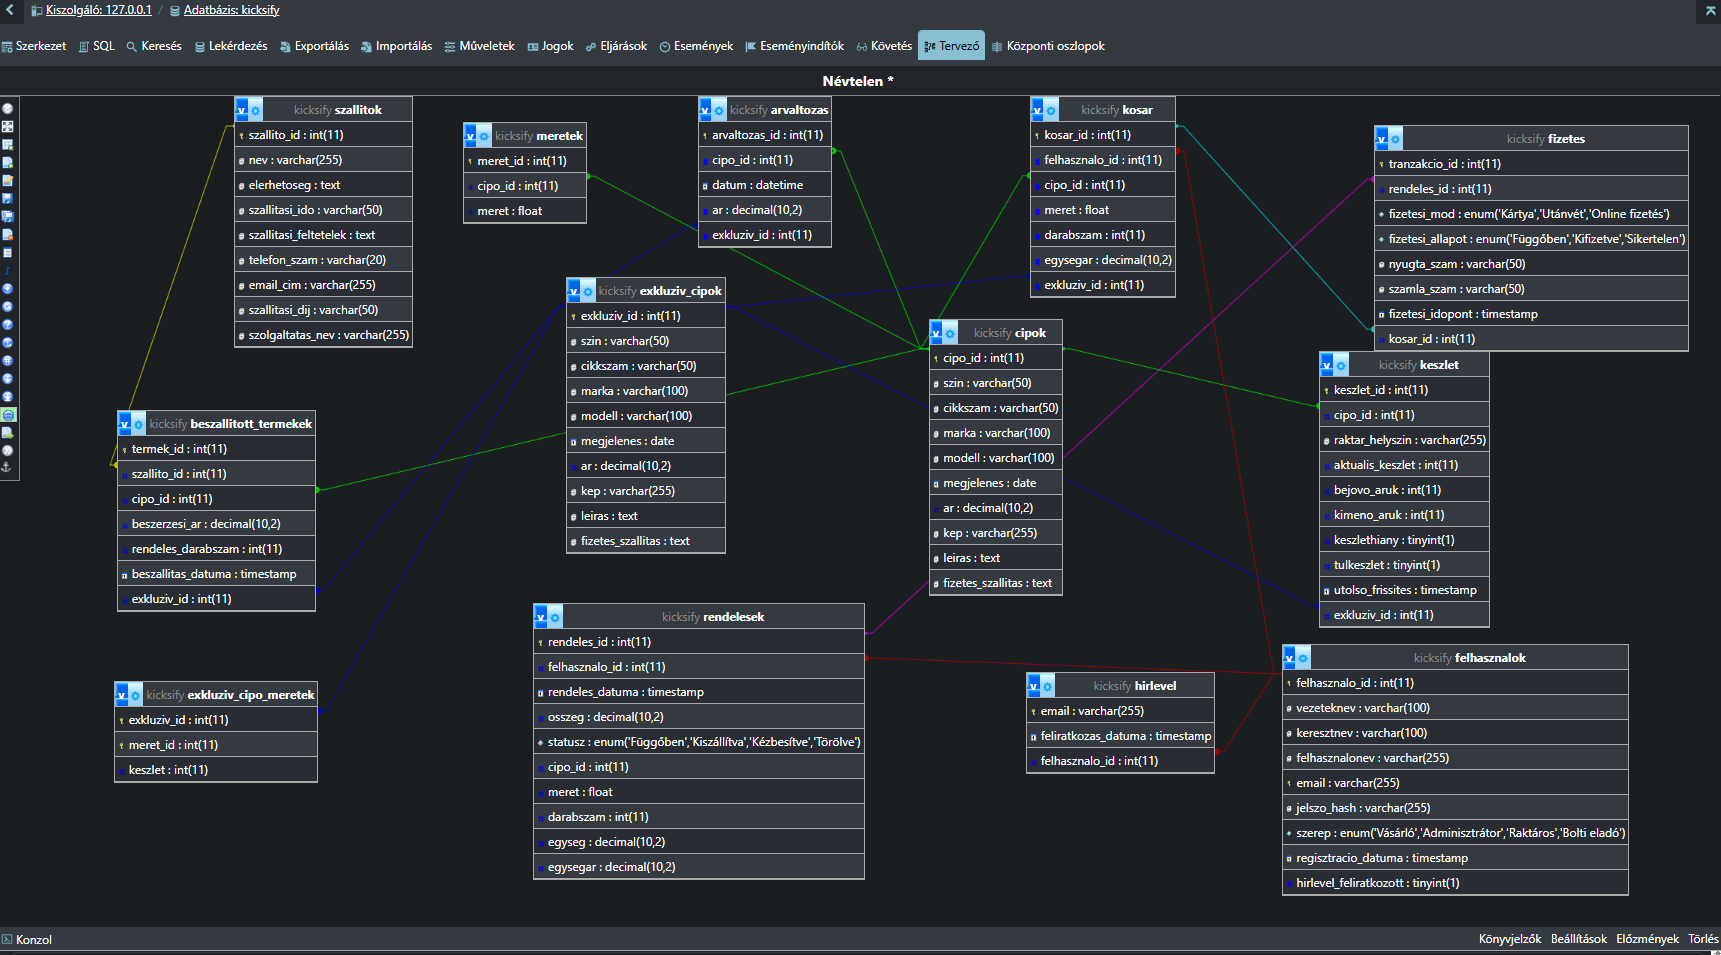 Kiszolgáló: 127.0.0.1 / Adatbázis: kicksify
Szerkezet SQL Keresés Lekérdezés Exportálás Importálás Műveletek Jogok Eljárások Események Eseményindítók Követés Tervező Központi oszlopok
Névtelen *
kicksify szallitok
szallito_id : int(11)
nev : varchar(255)
elerhetoseg : text
szallitasi_ido : varchar(50)
szallitasi_feltetelek : text
telefon_szam : varchar(20)
email_cim : varchar(255)
szallitasi_dij : varchar(50)
szolgaltatas_nev : varchar(255)
kicksify meretek
meret_id : int(11)
cipo_id : int(11)
meret : float
kicksify arvaltozas
arvaltozas_id : int(11)
cipo_id : int(11)
datum : datetime
ar : decimal(10,2)
exkluziv_id : int(11)
kicksify kosar
kosar_id : int(11)
felhasznalo_id : int(11)
cipo_id : int(11)
meret : float
darabszam : int(11)
egysegar : decimal(10,2)
exkluziv_id : int(11)
kicksify fizetes
tranzakcio_id : int(11)
rendeles_id : int(11)
fizetesi_mod : enum('Kártya','Utánvét','Online fizetés')
fizetesi_allapot : enum('Függőben','Kifizetve','Sikertelen')
nyugta_szam : varchar(50)
szamla_szam : varchar(50)
fizetesi_idopont : timestamp
kosar_id : int(11)
kicksify exkluziv_cipok
exkluziv_id : int(11)
szin : varchar(50)
cikkszam : varchar(50)
marka : varchar(100)
modell : varchar(100)
megjelenes : date
ar : decimal(10,2)
kep : varchar(255)
leiras : text
fizetes_szallitas : text
kicksify cipok
cipo_id : int(11)
szin : varchar(50)
cikkszam : varchar(50)
marka : varchar(100)
modell : varchar(100)
megjelenes : date
ar : decimal(10,2)
kep : varchar(255)
leiras : text
fizetes_szallitas : text
kicksify keszlet
keszlet_id : int(11)
cipo_id : int(11)
raktar_helyszin : varchar(255)
aktualis_keszlet : int(11)
bejovo_aruk : int(11)
kimeno_aruk : int(11)
keszlethiany : tinyint(1)
tulkeszlet : tinyint(1)
utolso_frissites : timestamp
exkluziv_id : int(11)
kicksify beszallitott_termekek
termek_id : int(11)
szallito_id : int(11)
cipo_id : int(11)
beszerzesi_ar : decimal(10,2)
rendeles_darabszam : int(11)
beszallitas_datuma : timestamp
exkluziv_id : int(11)
kicksify exkluziv_cipo_meretek
exkluziv_id : int(11)
meret_id : int(11)
keszlet : int(11)
kicksify rendelesek
rendeles_id : int(11)
felhasznalo_id : int(11)
rendeles_datuma : timestamp
osszeg : decimal(10,2)
statusz : enum('Függőben','Kiszállítva','Kézbesítve','Törölve')
cipo_id : int(11)
meret : float
darabszam : int(11)
egyseg : decimal(10,2)
egysegar : decimal(10,2)
kicksify hirlevel
email : varchar(255)
feliratkozas_datuma : timestamp
felhasznalo_id : int(11)
kicksify felhasznalok
felhasznalo_id : int(11)
vezeteknev : varchar(100)
keresztnev : varchar(100)
felhasznalonev : varchar(255)
email : varchar(255)
jelszo_hash : varchar(255)
szerep : enum('Vásárló','Adminisztrátor','Raktáros','Bolti eladó')
regisztracio_datuma : timestamp
hirlevel_feliratkozott : tinyint(1)
Konzol
Könyvjelzők Beállítások Előzmények Törlés